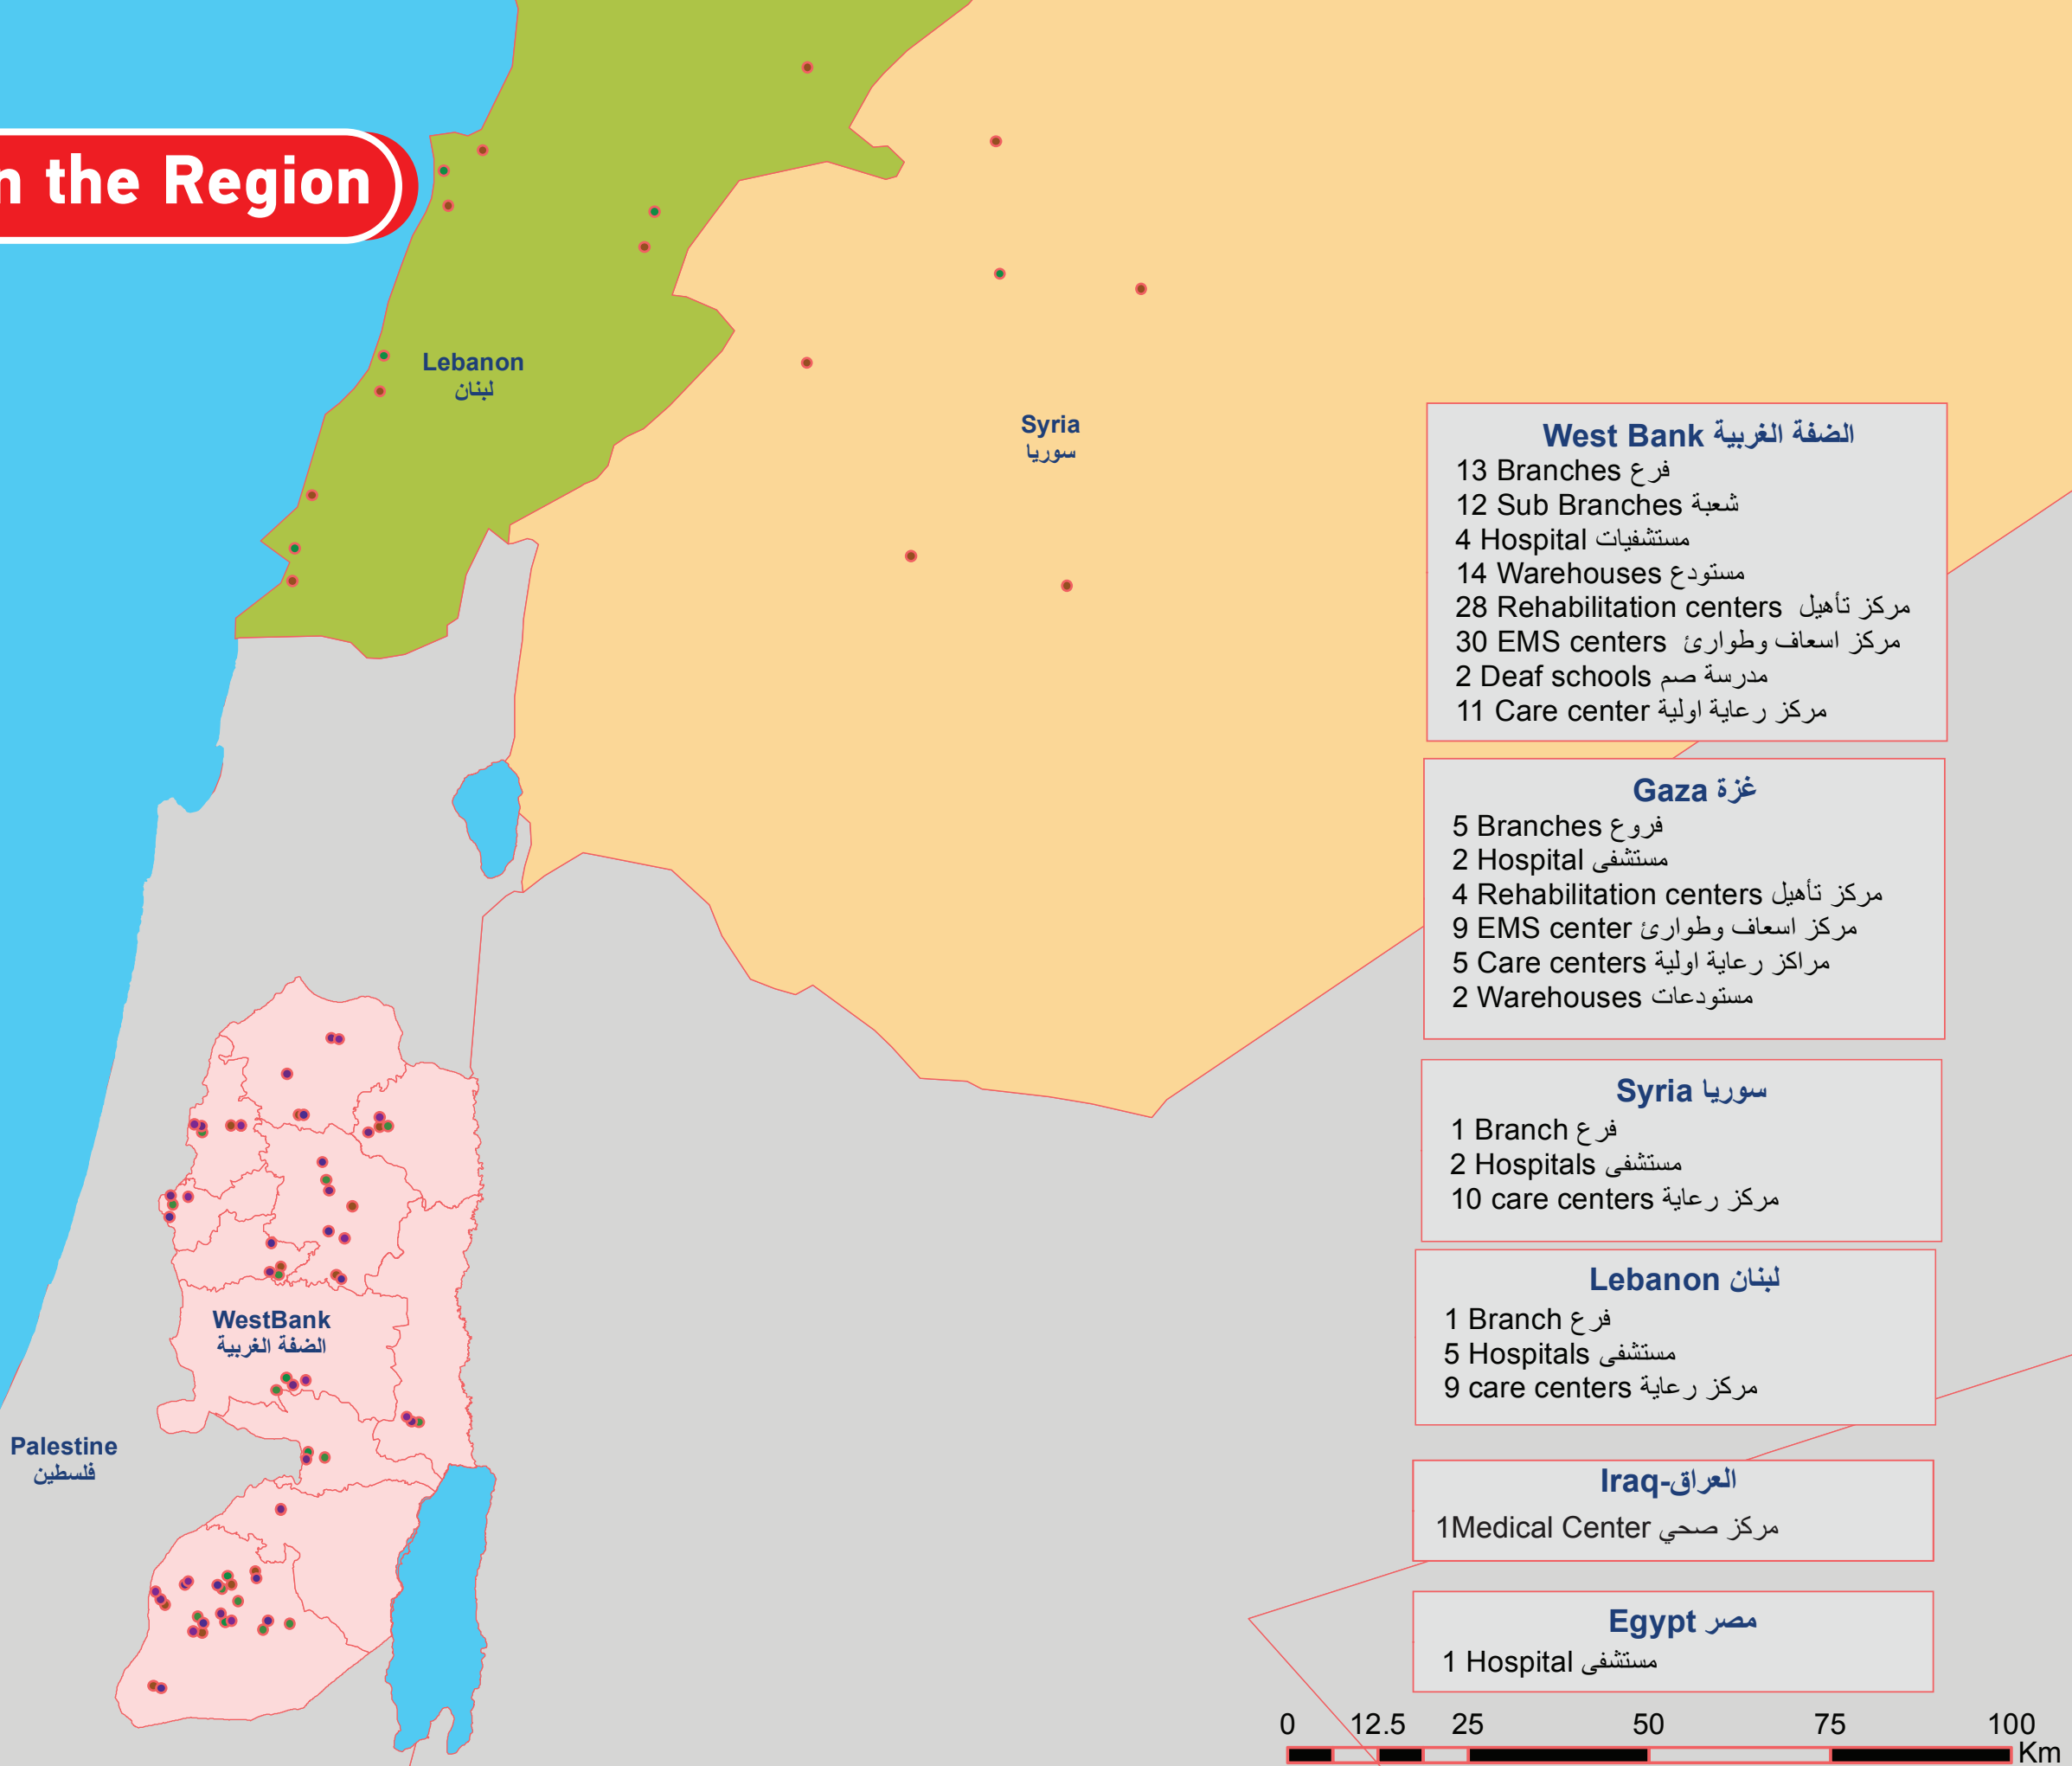 n the Region
Lebanon
لبنان
Syria
سوريا
West Bank الضفة الغربية
13 Branches فرع
12 Sub Branches شعبة
4 Hospital مستشفيات
14 Warehouses مستودع
28 Rehabilitation centers مركز تأهيل
30 EMS centers مركز اسعاف وطوارئ
2 Deaf schools مدرسة صم
11 Care center مركز رعاية اولية
Gaza غزة
5 Branches فروع
2 Hospital مستشفى
4 Rehabilitation centers مركز تأهيل
9 EMS center مركز اسعاف وطوارئ
5 Care centers مراكز رعاية اولية
2 Warehouses مستودعات
Syria سوريا
1 Branch فرع
2 Hospitals مستشفى
10 care centers مركز رعاية
Lebanon لبنان
1 Branch فرع
5 Hospitals مستشفى
9 care centers مركز رعاية
WestBank
الضفة الغربية
Palestine
فلسطين
Iraq-العراق
1Medical Center مركز صحي
Egypt مصر
1 Hospital مستشفى
0 12.5 25 50 75 100
Km